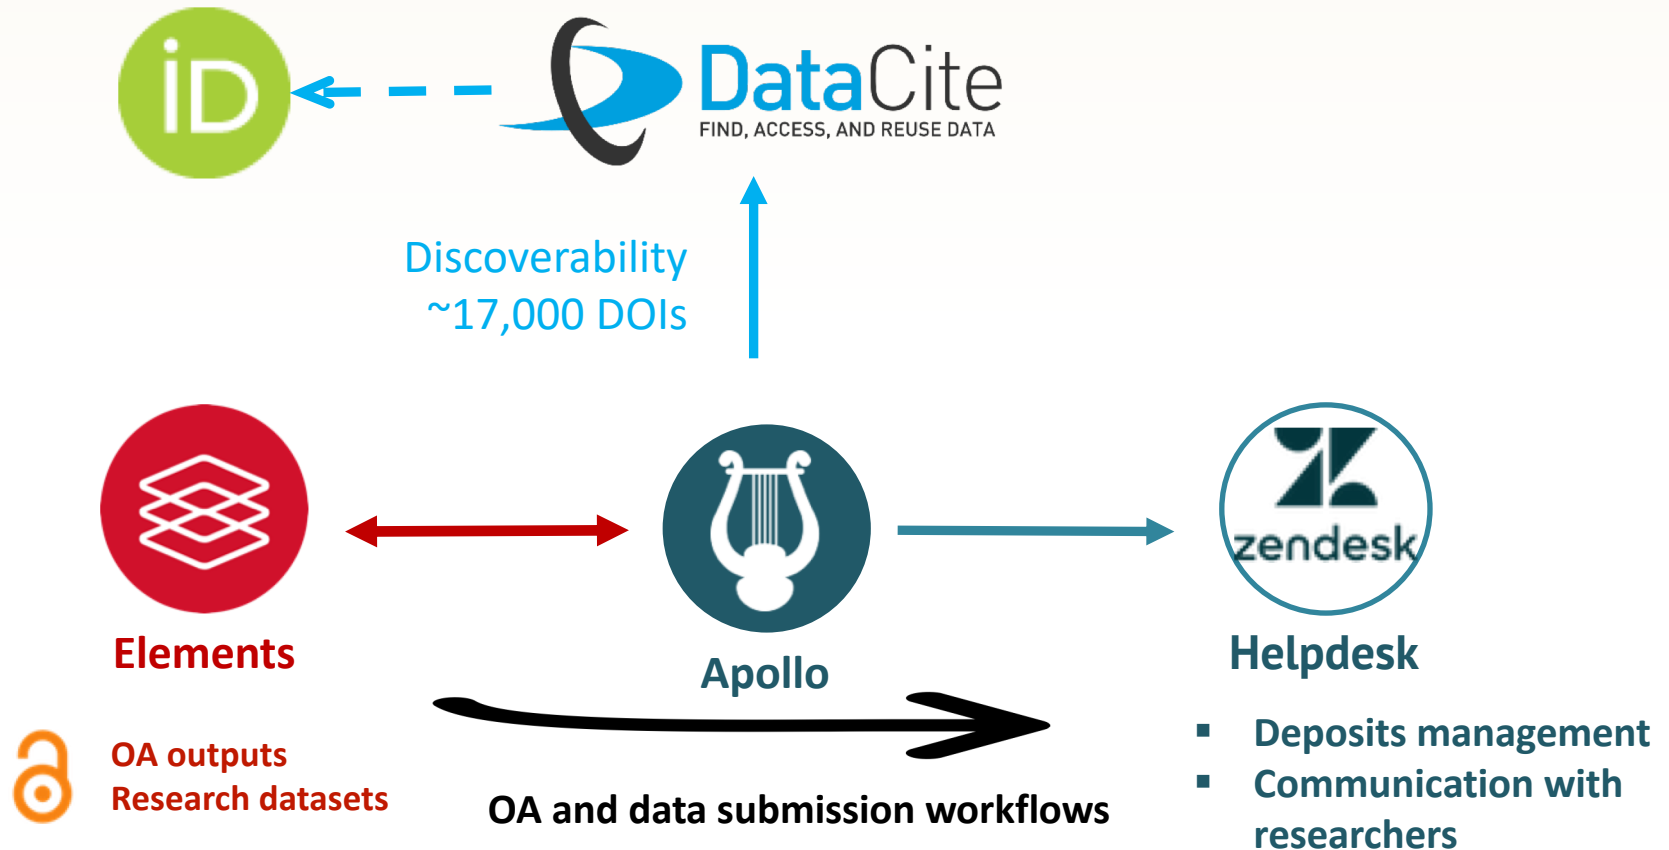 iD
DataCite
FIND, ACCESS, AND REUSE DATA
Discoverability
~17,000 DOIs
zendesk
Elements
Apollo
Helpdesk
OA outputs
Research datasets
OA and data submission workflows
▪ Deposits management
▪ Communication with
researchers